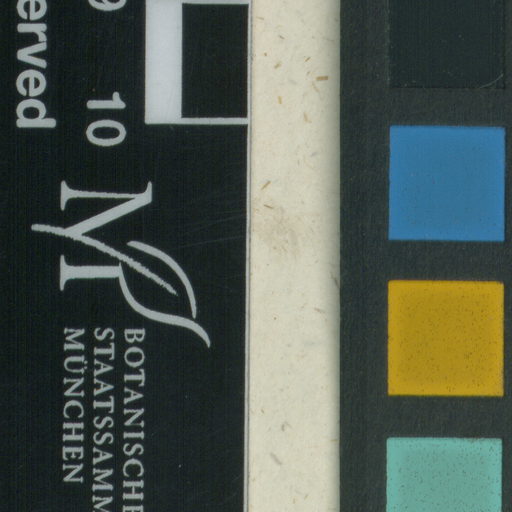 erved
10
BOTANISCHE
STAATSSAMM
MÜNCHEN